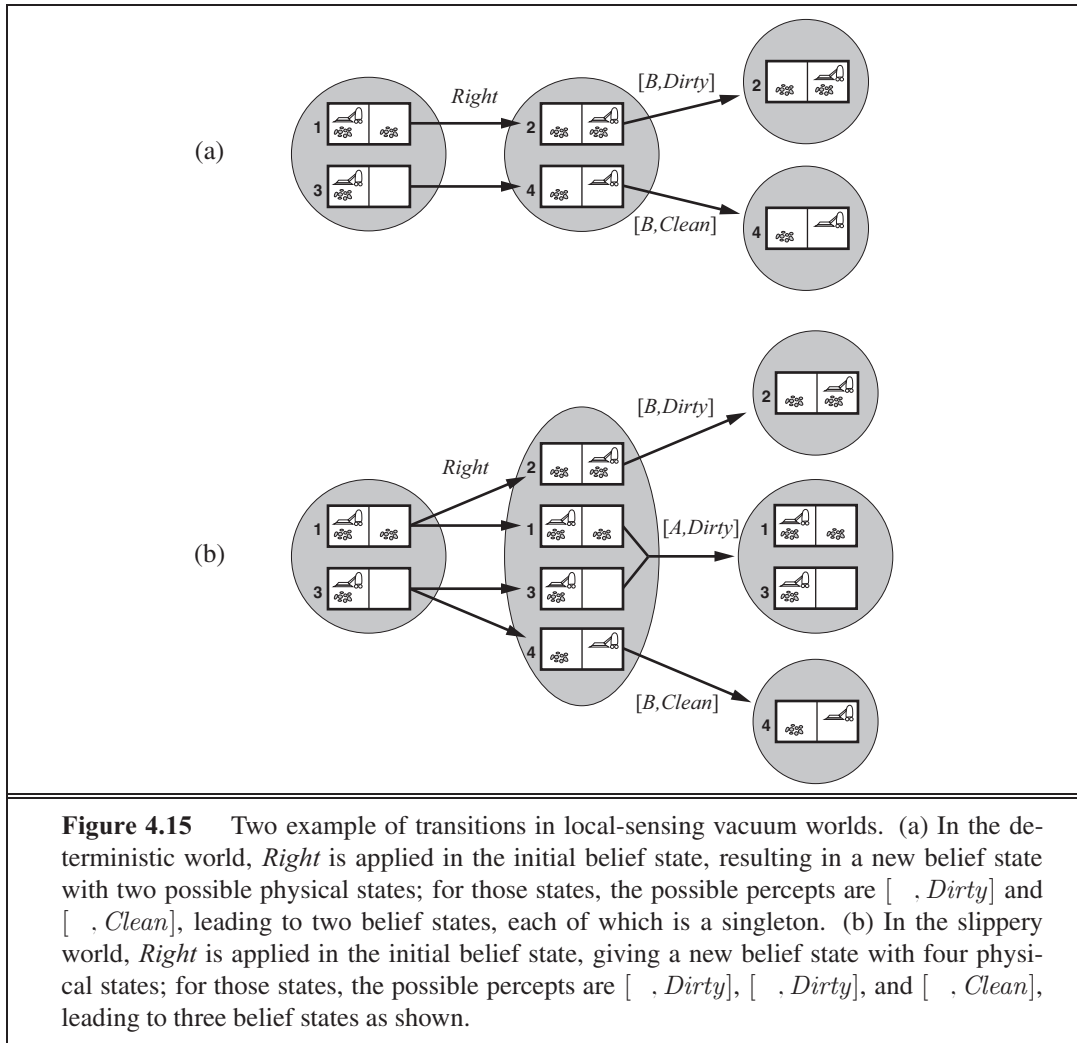 Right
[B,Dirty]
1
2
2
(a)
3
4
[B,Clean]
4
[B,Dirty]
2
Right
2
1
1
[A,Dirty]
1
(b)
3
3
3
4
[B,Clean]
4
Figure 4.15 Two example of transitions in local-sensing vacuum worlds. (a) In the de-
terministic world, Right is applied in the initial belief state, resulting in a new belief state
with two possible physical states; for those states, the possible percepts are [ , Dirty] and
[ , Clean], leading to two belief states, each of which is a singleton. (b) In the slippery
world, Right is applied in the initial belief state, giving a new belief state with four physi-
cal states; for those states, the possible percepts are [ , Dirty], [ , Dirty], and [ , Clean],
leading to three belief states as shown.